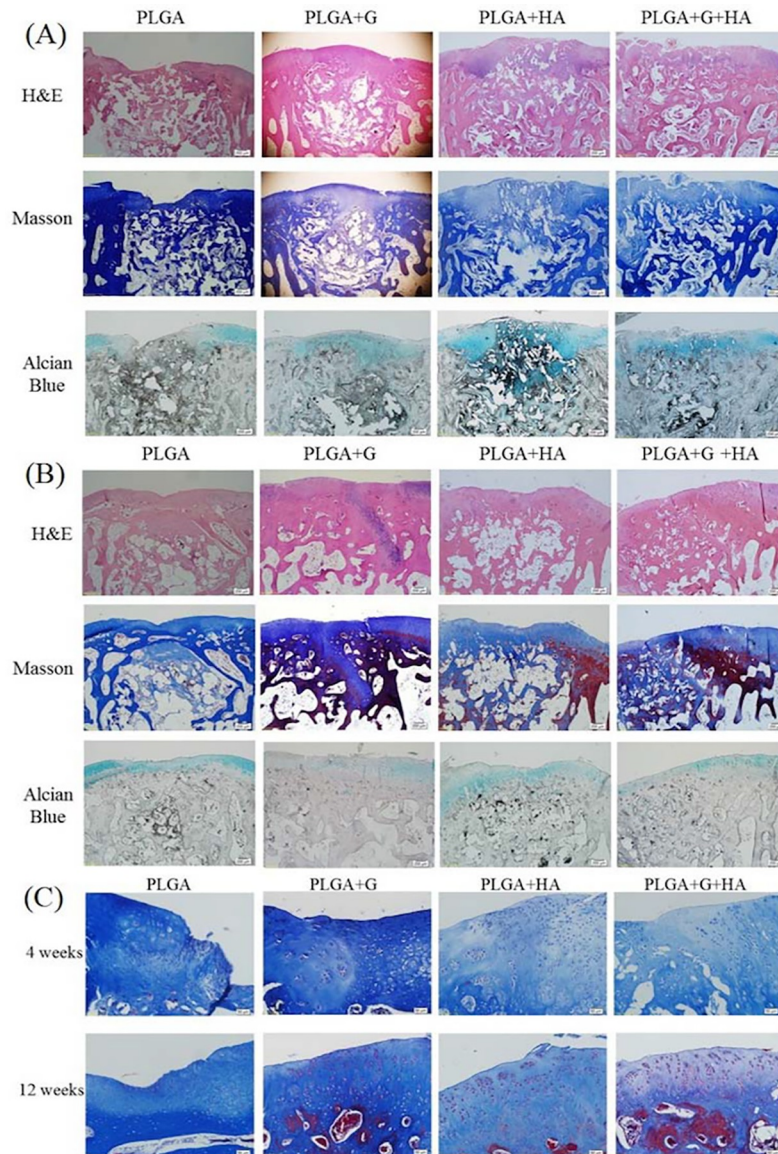 PLGA PLGA+G PLGA+HA PLGA+G+HA
(A)
H&E
Masson
Alcian
Blue
PLGA PLGA+G PLGA+HA PLGA+G +HA
(B)
H&E
Masson
Alcian
Blue
PLGA PLGA+G PLGA+HA PLGA+G+HA
(C)
4 weeks
12 weeks